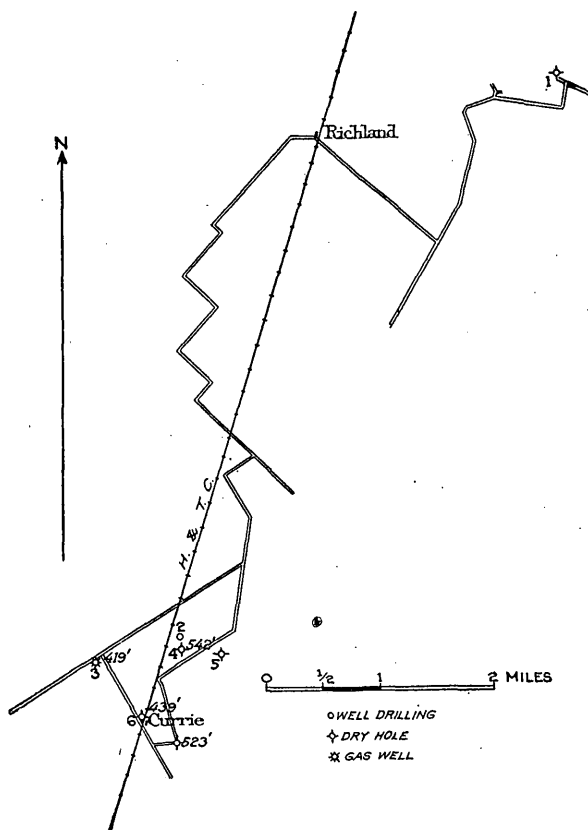 1
Richland
N
H. & T. C.
2
542'
4
5
419'
3
439'
6
Currie
523'
0 1/2 1 2 MILES
WELL DRILLING
DRY HOLE
GAS WELL